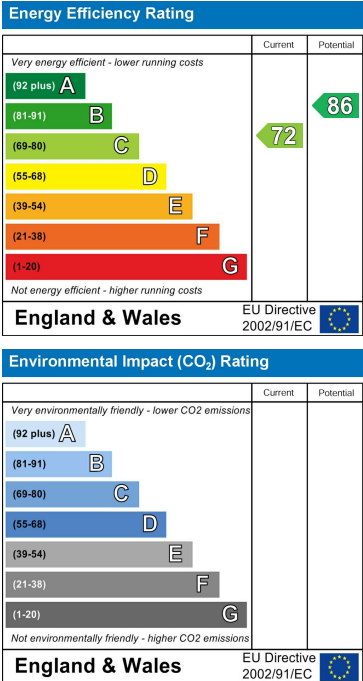 Energy Efficiency Rating
Current Potential
Very energy efficient - lower running costs
(92 plus) A
(81-91) B
(69-80) C
(55-68) D
(39-54) E
(21-38) F
(1-20) G
72
86
Not energy efficient - higher running costs
England & Wales
EU Directive
2002/91/EC
Environmental Impact (CO₂) Rating
Current Potential
Very environmentally friendly - lower CO2 emissions
(92 plus) A
(81-91) B
(69-80) C
(55-68) D
(39-54) E
(21-38) F
(1-20) G
Not environmentally friendly - higher CO2 emissions
England & Wales
EU Directive
2002/91/EC